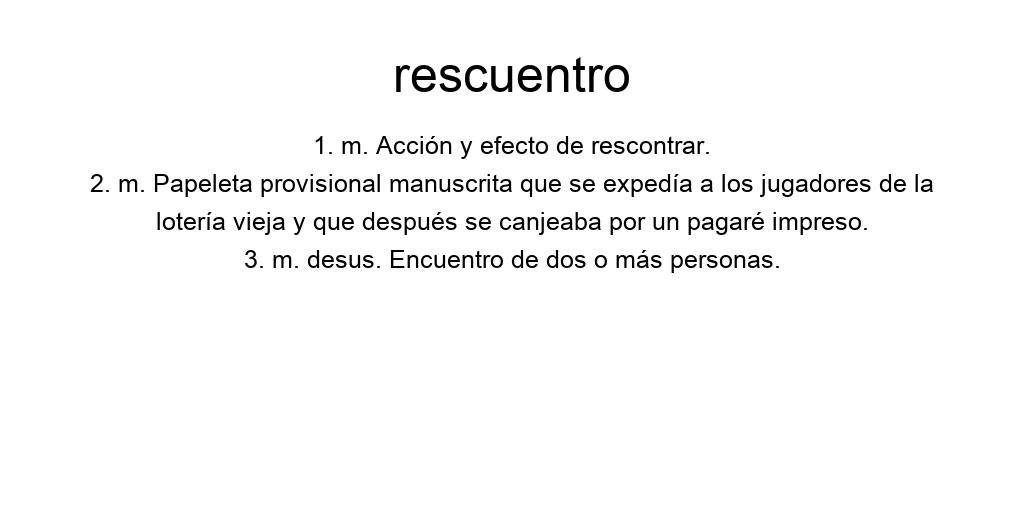 rescuentro
1. m. Acción y efecto de rescontrar.
2. m. Papeleta provisional manuscrita que se expedía a los jugadores de la
lotería vieja y que después se canjeaba por un pagaré impreso.
3. m. desus. Encuentro de dos o más personas.